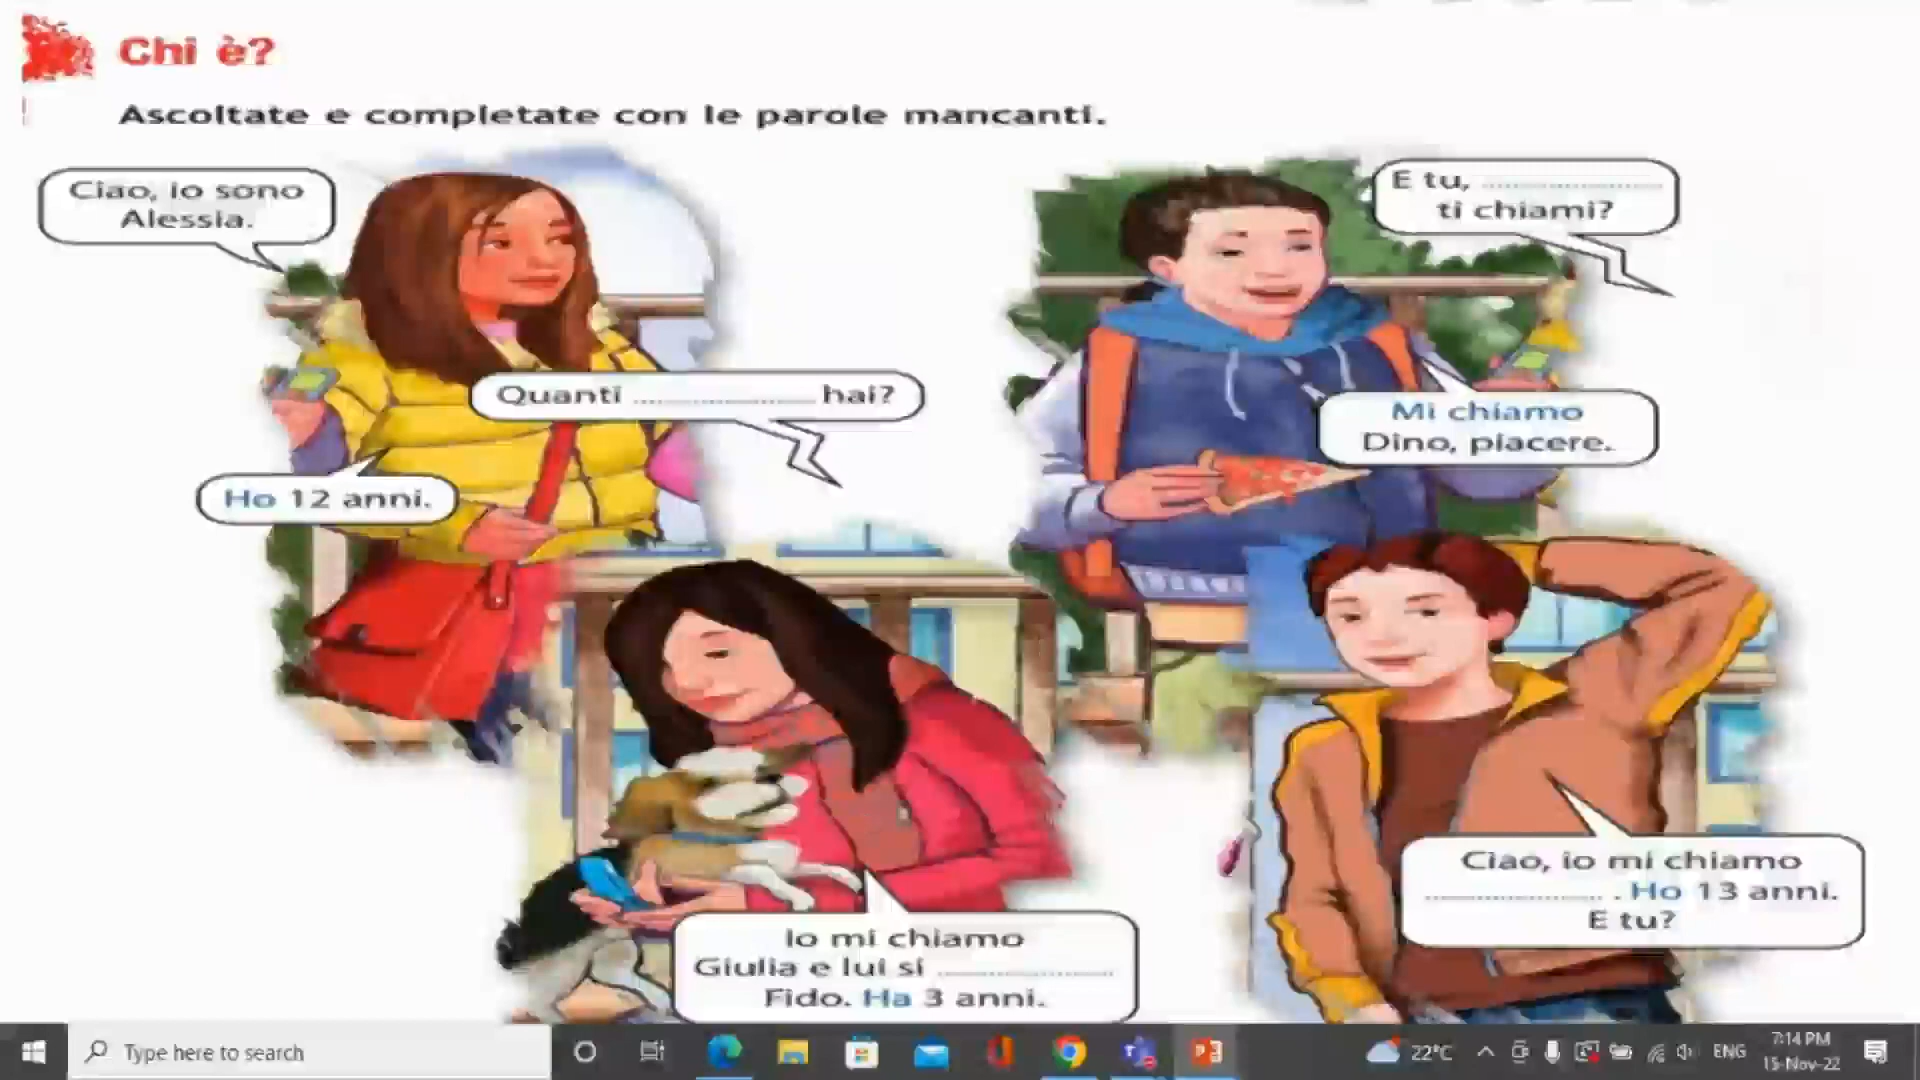 Chi è?
Ascoltate e completate con le parole mancanti.
Ciao, io sono
Alessia.
E tu, ........................
ti chiami?
Quanti ........................ hai?
Mi chiamo
Dino, piacere.
Ho 12 anni.
Ciao, io mi chiamo
........................ . Ho 13 anni.
E tu?
Io mi chiamo
Giulia e lui si ........................
Fido. Ha 3 anni.
Type here to search
22°C
ENG
7:14 PM
15-Nov-22